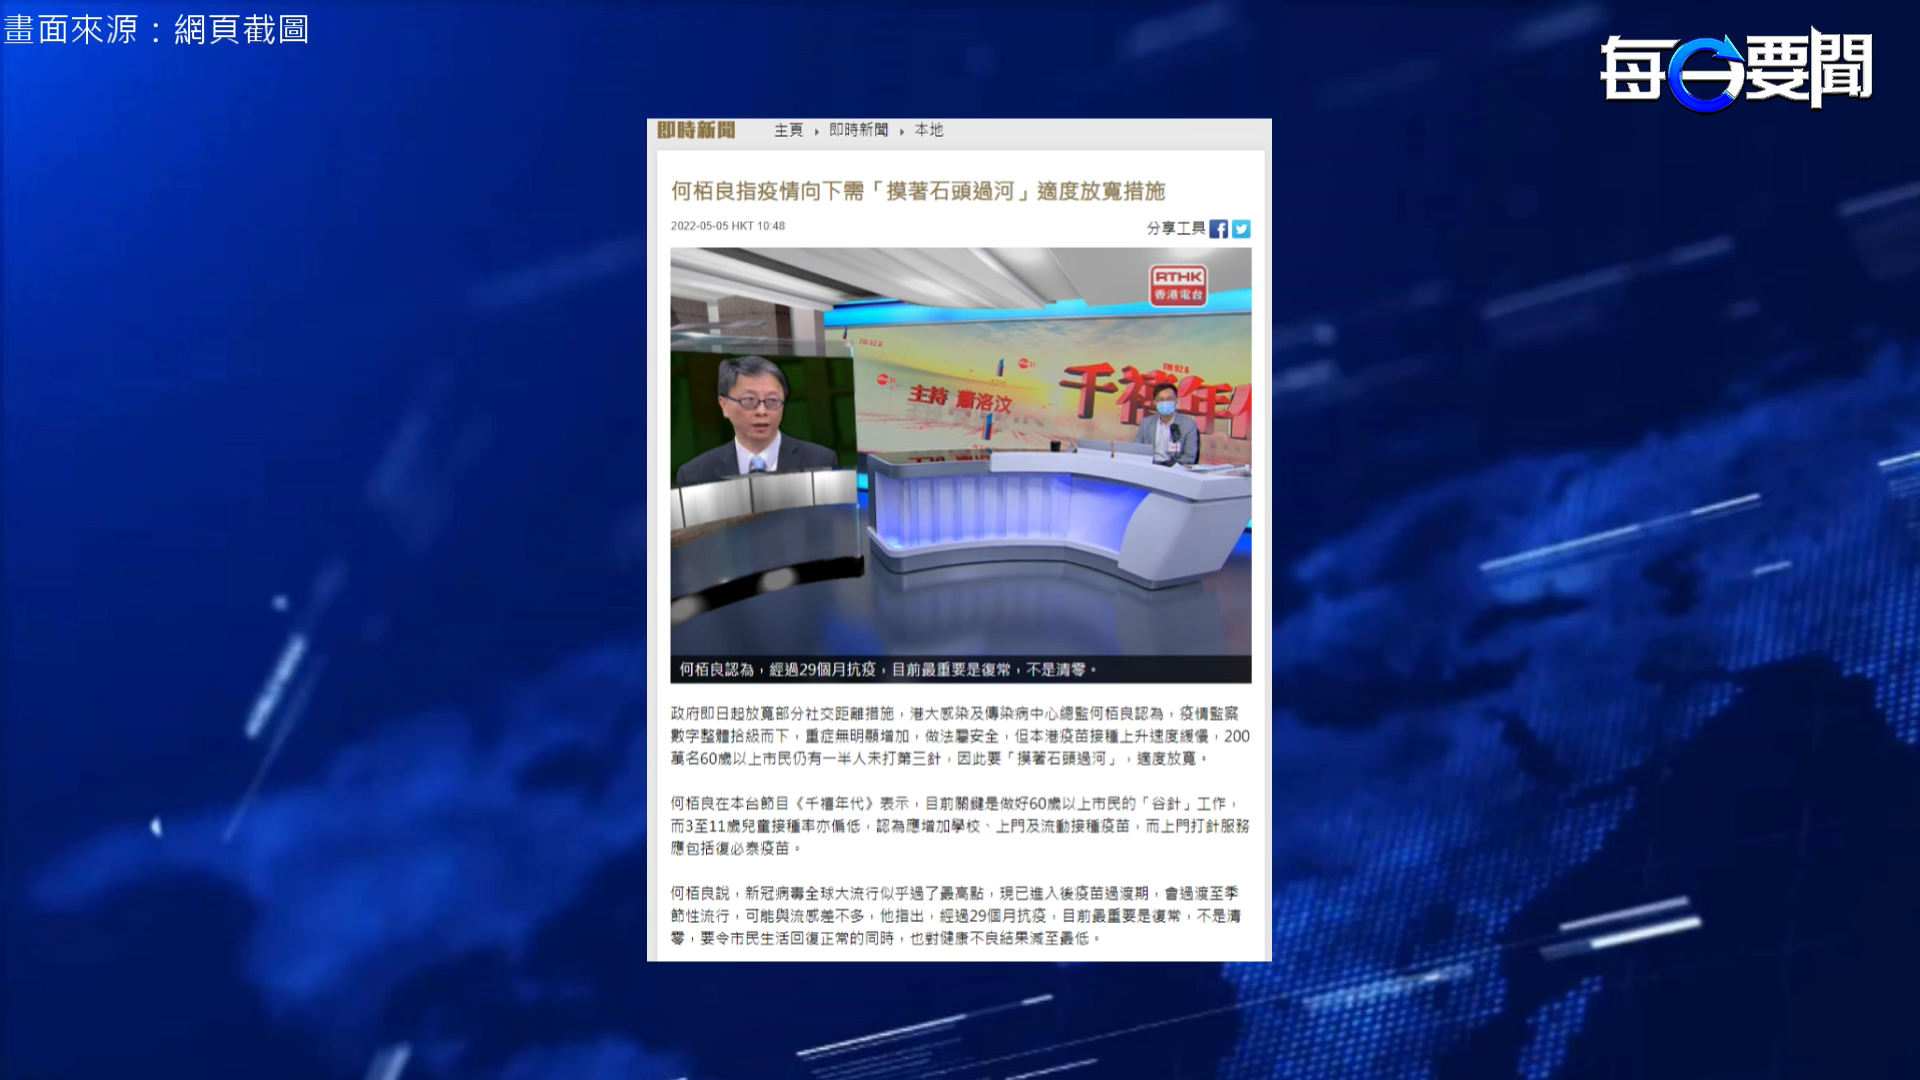 畫面來源：網頁截圖
每日要聞
即時新聞
主頁 › 即時新聞 › 本地
何栢良指疫情向下需「摸著石頭過河」適度放寬措施
2022-05-05 HKT 10:48
分享工具
RTHK
香港電台
FM 92.6
FM 92.6
主持 蕭洛汶
千禧年代
何栢良認為，經過29個月抗疫，目前最重要是復常，不是清零。
政府即日起放寬部分社交距離措施，港大感染及傳染病中心總監何栢良認為，疫情監察
數字整體拾級而下，重症無明顯增加，做法屬安全，但本港疫苗接種上升速度緩慢，200
萬名60歲以上市民仍有一半人未打第三針，因此要「摸著石頭過河」，適度放寬。
何栢良在本台節目《千禧年代》表示，目前關鍵是做好60歲以上市民的「谷針」工作，
而3至11歲兒童接種率亦偏低，認為應增加學校、上門及流動接種疫苗，而上門打針服務
應包括復必泰疫苗。
何栢良說，新冠病毒全球大流行似乎過了最高點，現已進入後疫苗過渡期，會過渡至季
節性流行，可能與流感差不多，他指出，經過29個月抗疫，目前最重要是復常，不是清
零，要令市民生活回復正常的同時，也對健康不良結果減至最低。